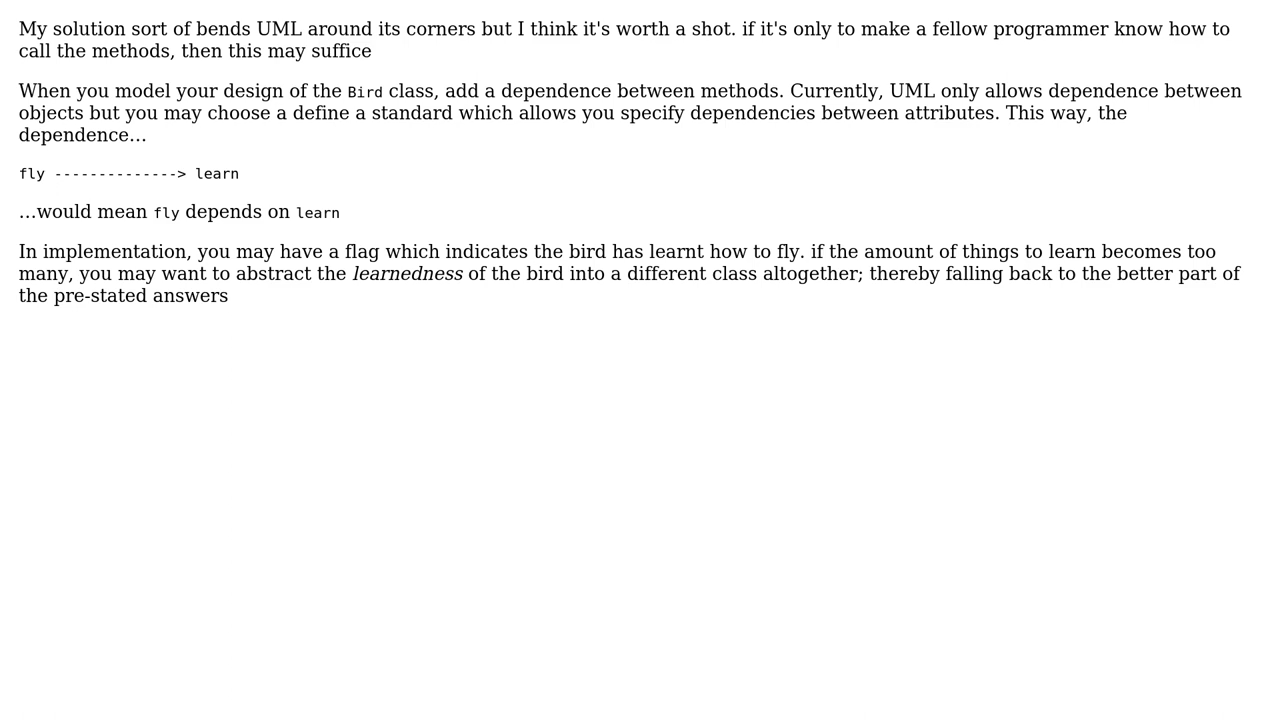 My solution sort of bends UML around its corners but I think it's worth a shot. if it's only to make a fellow programmer know how to
call the methods, then this may suffice
When you model your design of the Bird class, add a dependence between methods. Currently, UML only allows dependence between
objects but you may choose a define a standard which allows you specify dependencies between attributes. This way, the
dependence...
fly --------------> learn
...would mean fly depends on learn
In implementation, you may have a flag which indicates the bird has learnt how to fly. if the amount of things to learn becomes too
many, you may want to abstract the learnedness of the bird into a different class altogether; thereby falling back to the better part of
the pre-stated answers